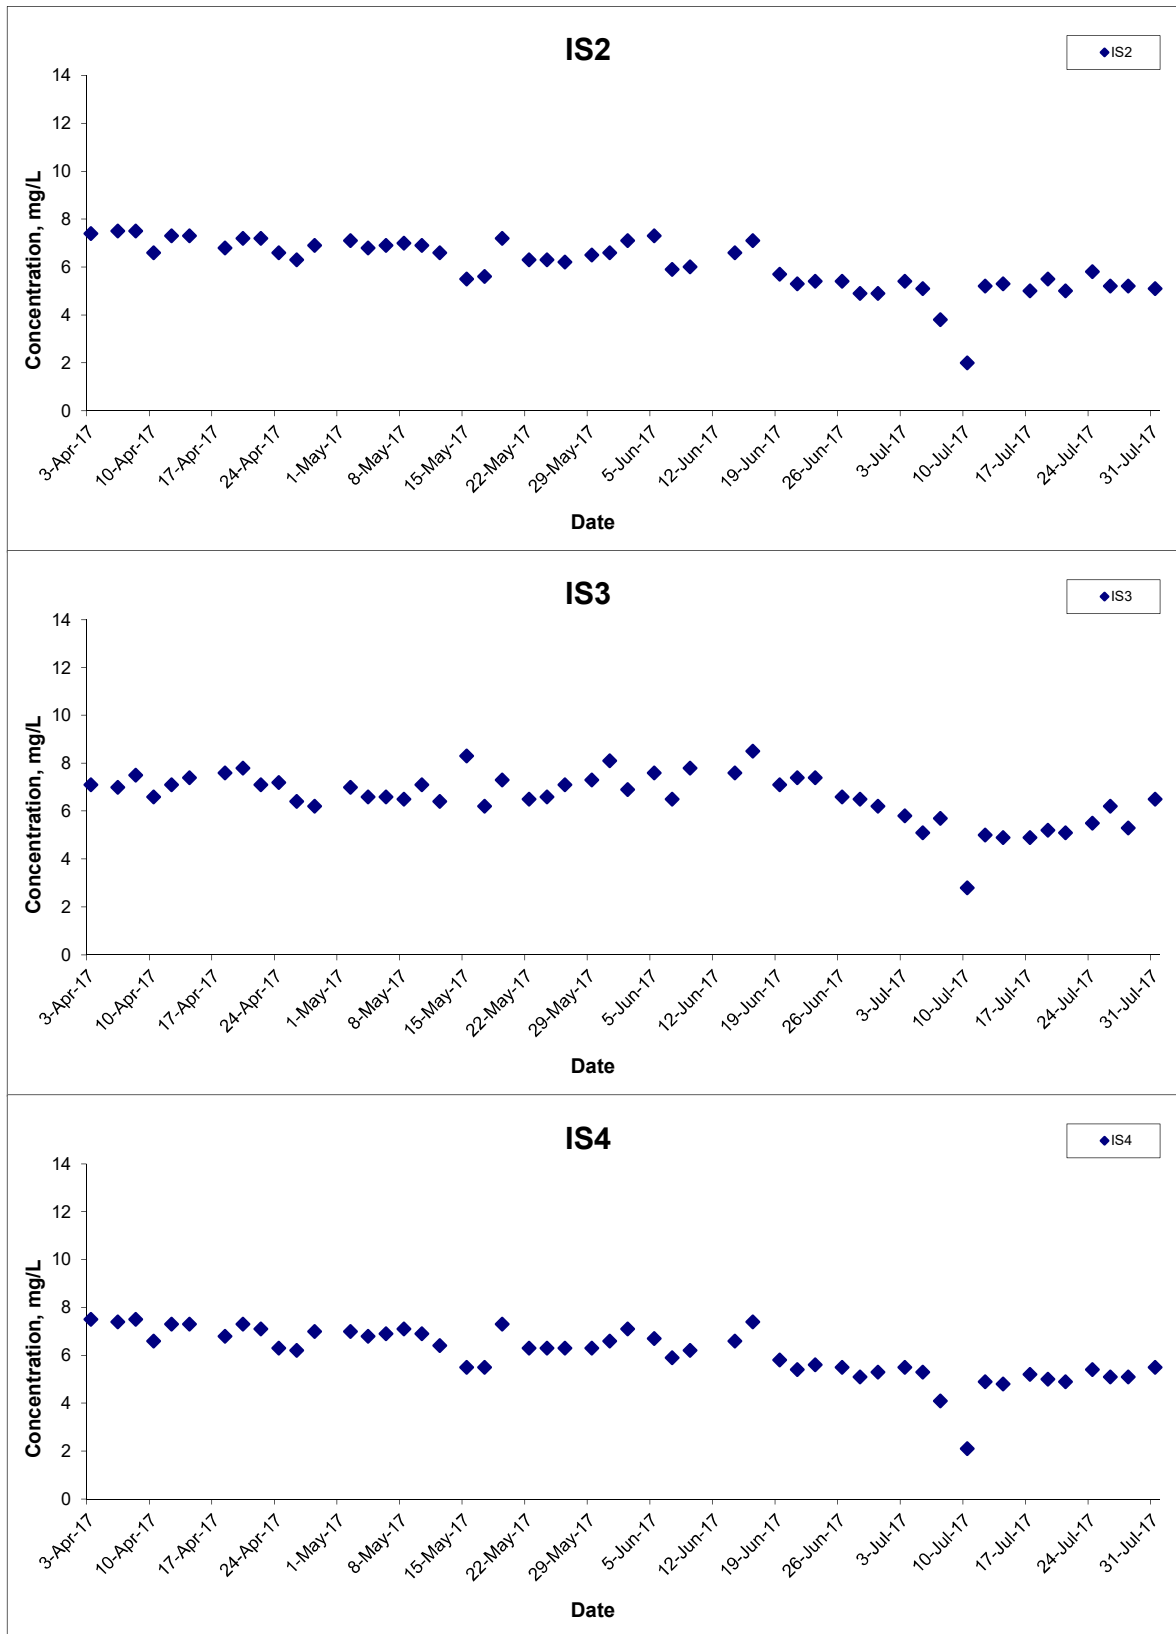 IS2
IS2
14
12
10
8
6
4
2
0
Concentration, mg/L
3-Apr-17
10-Apr-17
17-Apr-17
24-Apr-17
1-May-17
8-May-17
15-May-17
22-May-17
29-May-17
5-Jun-17
12-Jun-17
19-Jun-17
26-Jun-17
3-Jul-17
10-Jul-17
17-Jul-17
24-Jul-17
31-Jul-17
Date
IS3
IS3
14
12
10
8
6
4
2
0
Concentration, mg/L
3-Apr-17
10-Apr-17
17-Apr-17
24-Apr-17
1-May-17
8-May-17
15-May-17
22-May-17
29-May-17
5-Jun-17
12-Jun-17
19-Jun-17
26-Jun-17
3-Jul-17
10-Jul-17
17-Jul-17
24-Jul-17
31-Jul-17
Date
IS4
IS4
14
12
10
8
6
4
2
0
Concentration, mg/L
3-Apr-17
10-Apr-17
17-Apr-17
24-Apr-17
1-May-17
8-May-17
15-May-17
22-May-17
29-May-17
5-Jun-17
12-Jun-17
19-Jun-17
26-Jun-17
3-Jul-17
10-Jul-17
17-Jul-17
24-Jul-17
31-Jul-17
Date